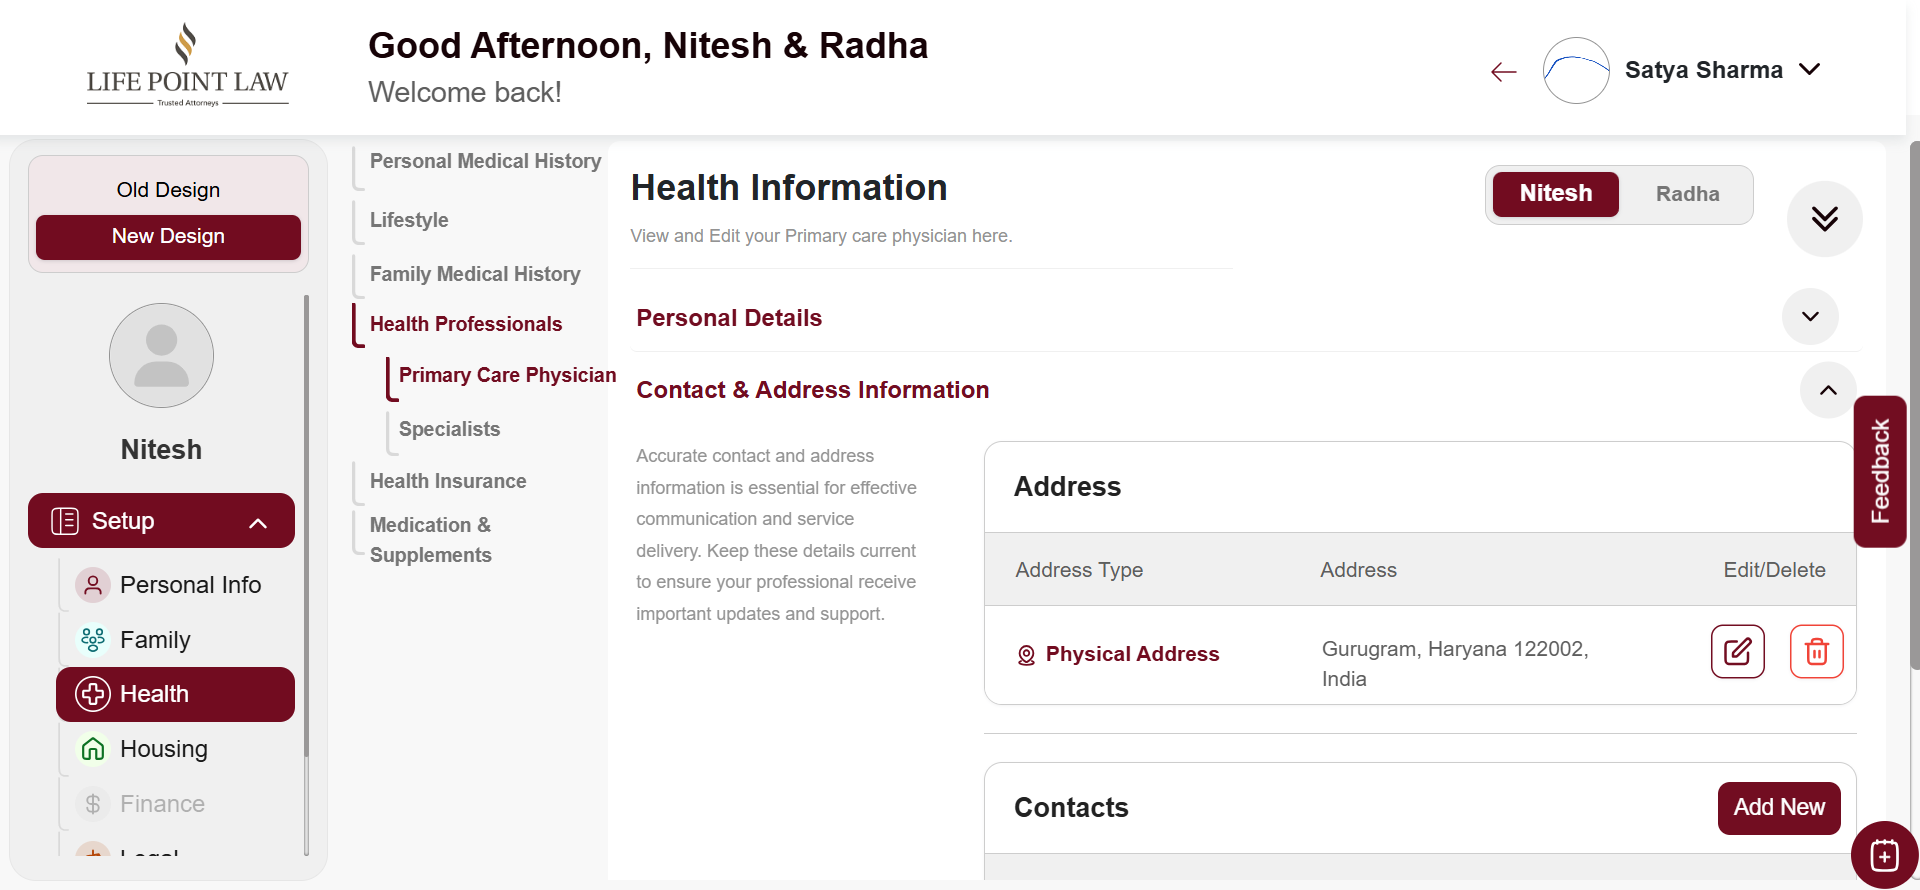 LIFE POINT LAW
Trusted Attorneys
Good Afternoon, Nitesh & Radha
Welcome back!
Satya Sharma
Old Design
New Design
Nitesh
Setup
Personal Info
Family
Health
Housing
Finance
Legal
Personal Medical History
Lifestyle
Family Medical History
Health Professionals
Primary Care Physician
Specialists
Health Insurance
Medication &
Supplements
Health Information
View and Edit your Primary care physician here.
Nitesh
Radha
Personal Details
Contact & Address Information
Accurate contact and address
information is essential for effective
communication and service
delivery. Keep these details current
to ensure your professional receive
important updates and support.
Address
Address Type
Address
Edit/Delete
Physical Address
Gurugram, Haryana 122002,
India
Contacts
Add New
Feedback